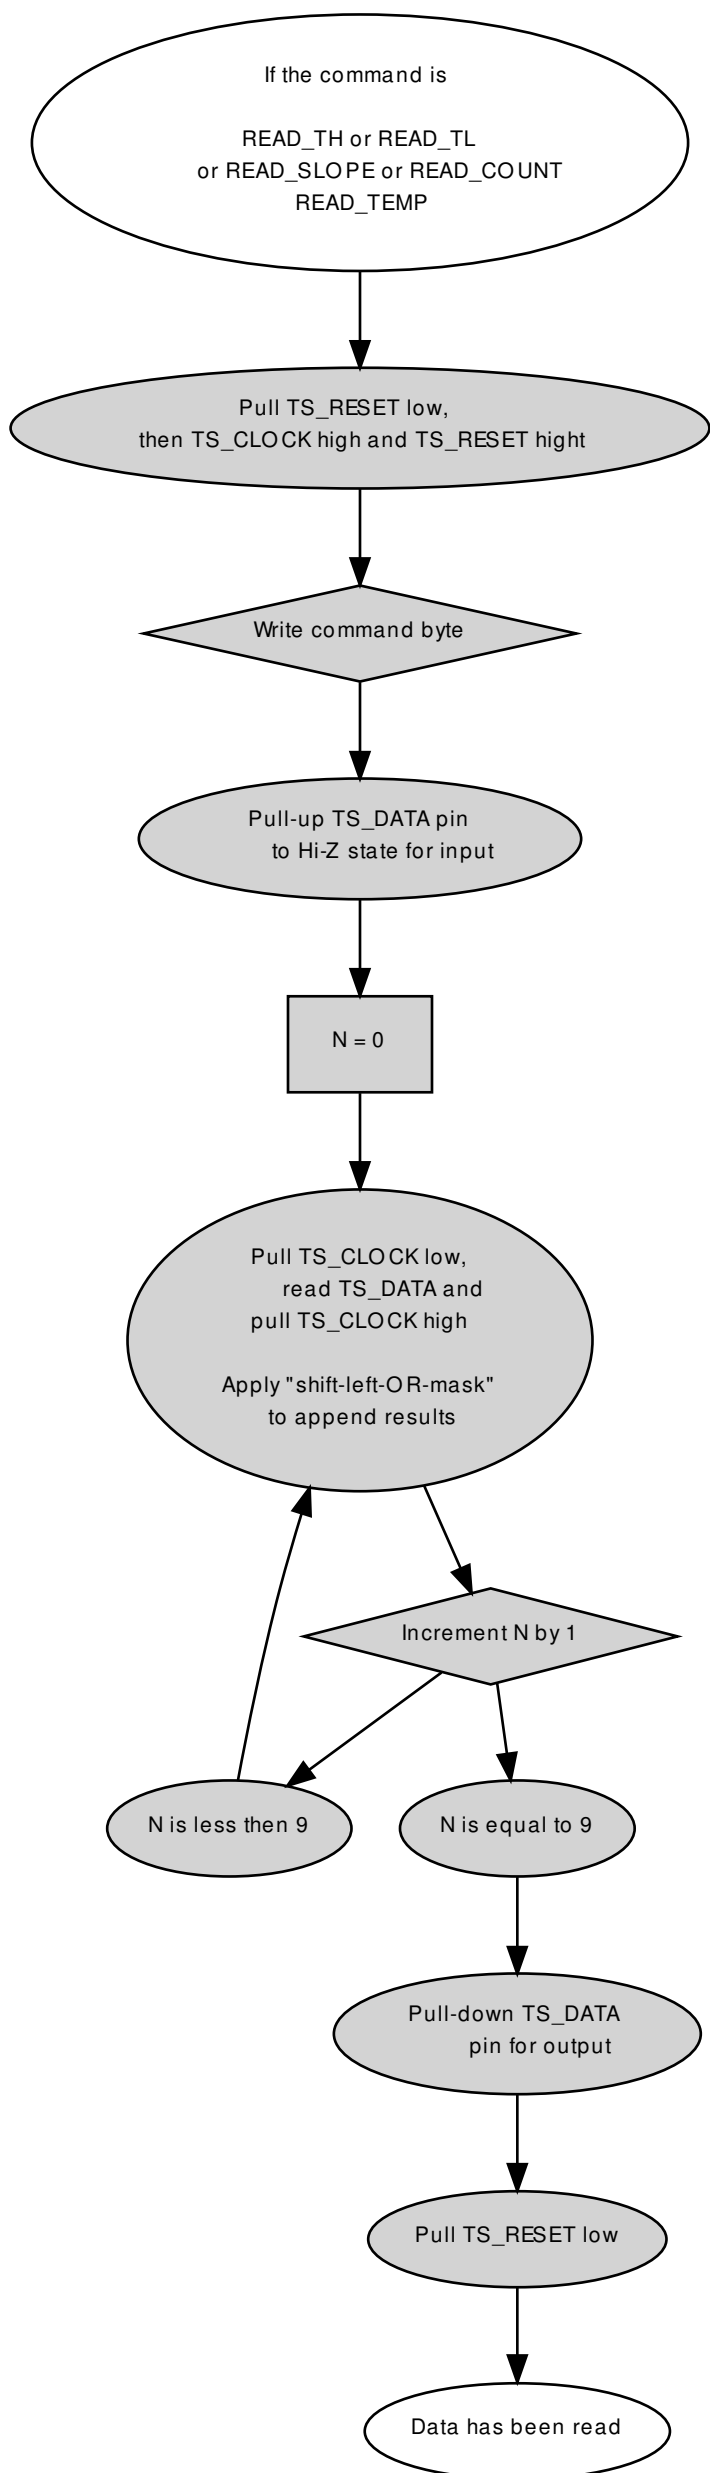 If the command is
READ_TH or READ_TL
or READ_SLOPE or READ_COUNT
READ_TEMP
Pull TS_RESET low,
then TS_CLOCK high and TS_RESET hight
Write command byte
Pull-up TS_DATA pin
to Hi-Z state for input
N = 0
Pull TS_CLOCK low,
read TS_DATA and
pull TS_CLOCK high
Apply "shift-left-OR-mask"
to append results
Increment N by 1
N is less then 9
N is equal to 9
Pull-down TS_DATA
pin for output
Pull TS_RESET low
Data has been read